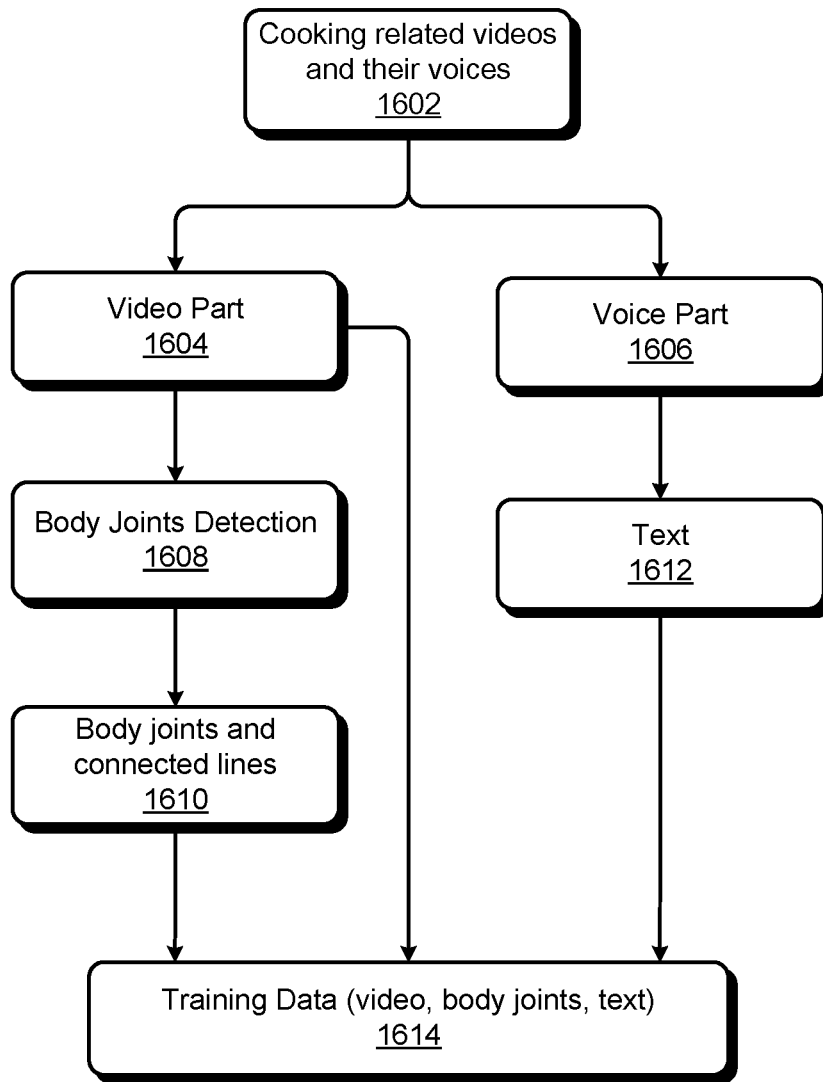 Cooking related videos
and their voices
1602
Video Part
1604
Voice Part
1606
Body Joints Detection
1608
Text
1612
Body joints and
connected lines
1610
Training Data (video, body joints, text)
1614